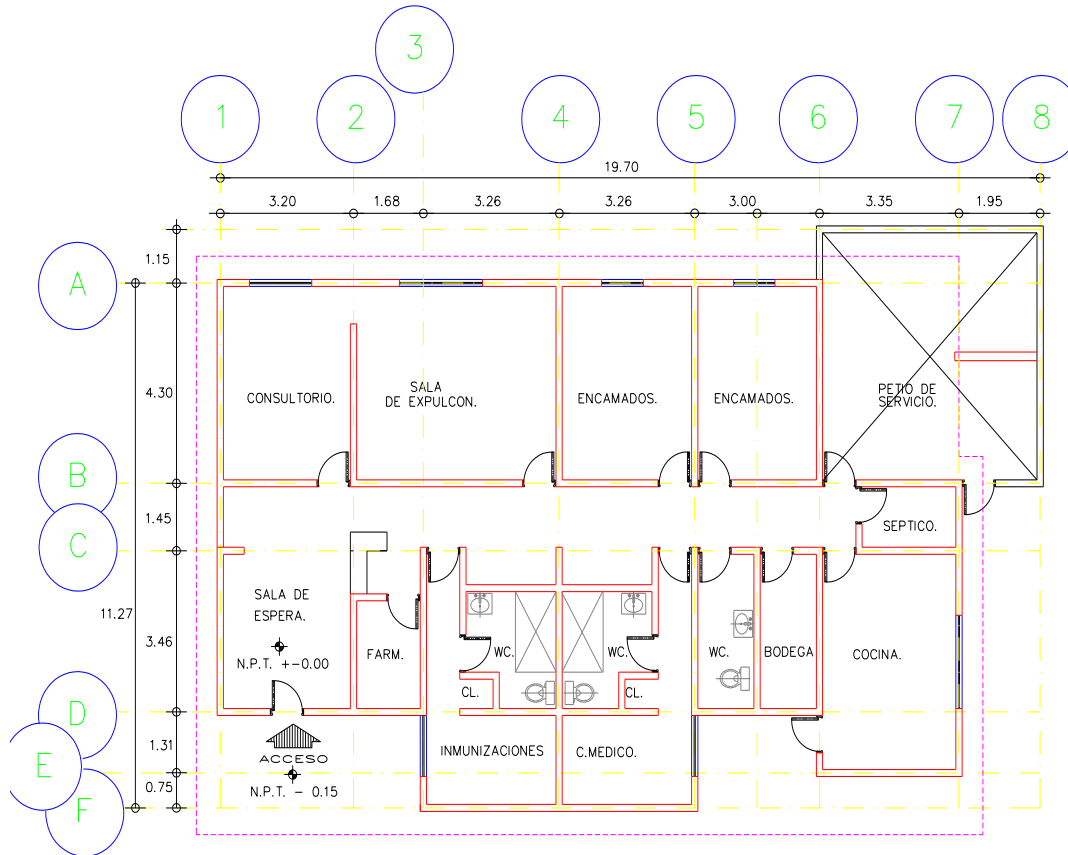 3
1
2
4
5
6
7
8
19.70
3.20
1.68
3.26
3.26
3.00
3.35
1.95
1.15
A
4.30
B
1.45
C
11.27
3.46
D
1.31
E
0.75
F
CONSULTORIO.
SALA
DE EXPULCON.
ENCAMADOS.
ENCAMADOS.
PETIO DE
SERVICIO.
SEPTICO.
SALA DE
ESPERA.
N.P.T. +-0.00
FARM.
WC.
CL.
WC.
CL.
WC.
BODEGA
COCINA.
INMUNIZACIONES
C.MEDICO.
ACCESO
N.P.T. - 0.15